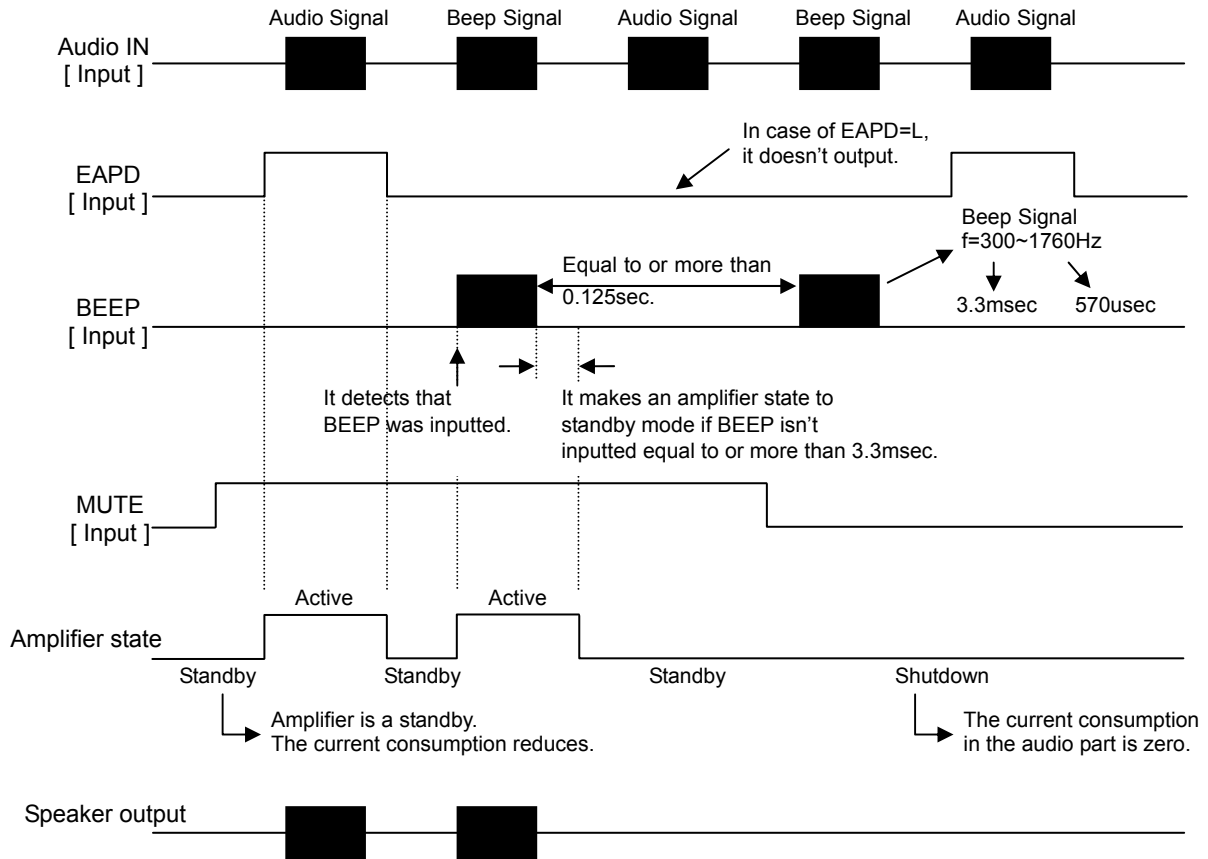 Audio Signal Beep Signal Audio Signal Beep Signal Audio Signal
Audio IN
[ Input ]
In case of EAPD=L,
it doesn't output.
EAPD
[ Input ]
Beep Signal
f=300~1760Hz
Equal to or more than
0.125sec.
3.3msec 570usec
BEEP
[ Input ]
It detects that
BEEP was inputted.
It makes an amplifier state to
standby mode if BEEP isn't
inputted equal to or more than 3.3msec.
MUTE
[ Input ]
Active Active
Amplifier state
Standby Standby Standby Shutdown
Amplifier is a standby.
The current consumption reduces.
The current consumption
in the audio part is zero.
Speaker output